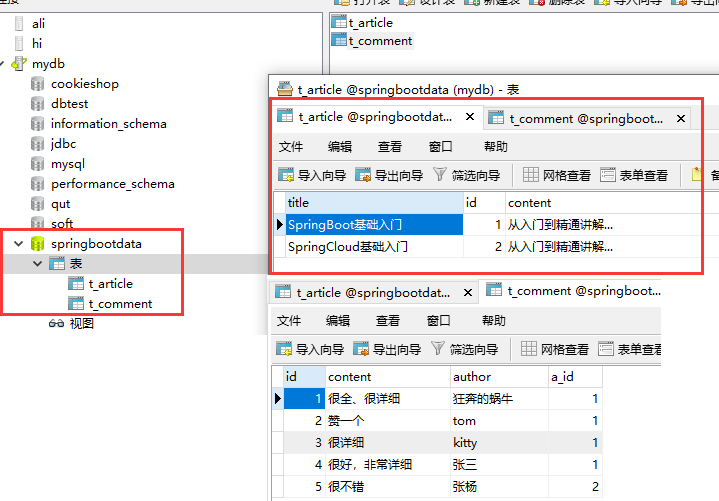 ali
hi
mydb
cookieshop
dbtest
information_schema
jdbc
mysql
performance_schema
qut
soft
springbootdata
表
t_article
t_comment
视图
t_article
t_comment
t_article @springbootdata (mydb) - 表
t_article @springbootdat... t_comment @springboot...
文件 编辑 查看 窗口 帮助
导入向导 导出向导 筛选向导 网格查看 表单查看
title id content
SpringBoot基础入门 1 从入门到精通讲解...
SpringCloud基础入门 2 从入门到精通讲解...
t_article @springbootdat... t_comment @springboot...
文件 编辑 查看 窗口 帮助
导入向导 导出向导 筛选向导 网格查看 表单查看
id content author a_id
1 很全、很详细 狂奔的蜗牛 1
2 赞一个 tom 1
3 很详细 kitty 1
4 很好，非常详细 张三 1
5 很不错 张杨 2